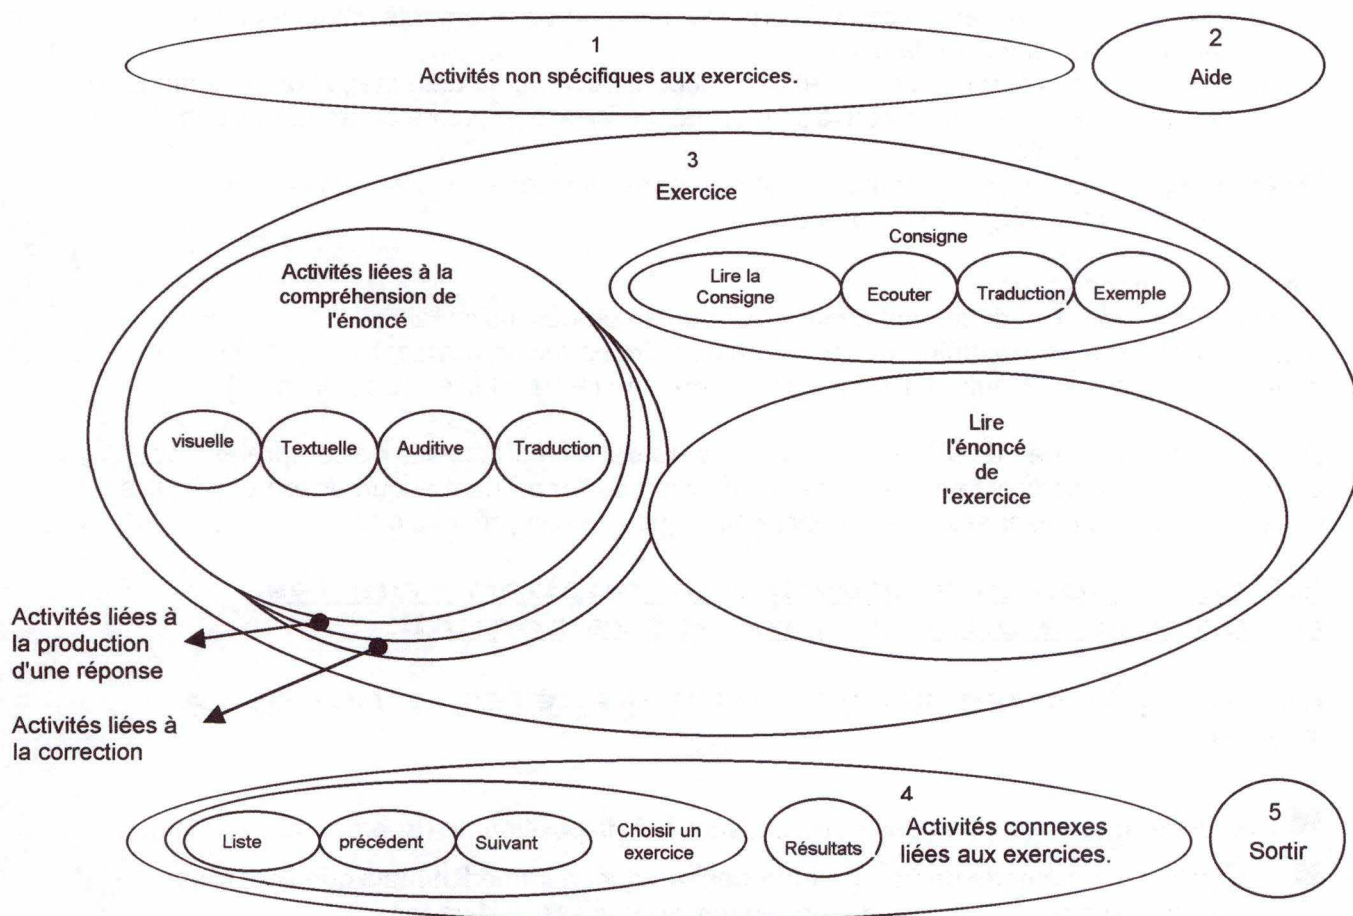 1
Activités non spécifiques aux exercices.
2
Aide
3
Exercice
Activités liées à la
compréhension de
l'énoncé
visuelle
Textuelle
Auditive
Traduction
Consigne
Lire la
Consigne
Ecouter
Traduction
Exemple
Lire
l'énoncé
de
l'exercice
Activités liées à
la production
d'une réponse
Activités liées à
la correction
Liste
précédent
Suivant
Choisir un
exercice
Résultats
4
Activités connexes
liées aux exercices.
5
Sortir